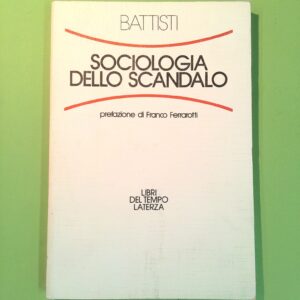 BATTISTI
SOCIOLOGIA
DELLO SCANDALO
prefazione di Franco Ferrarotti
LIBRI
DEL TEMPO
LATERZA